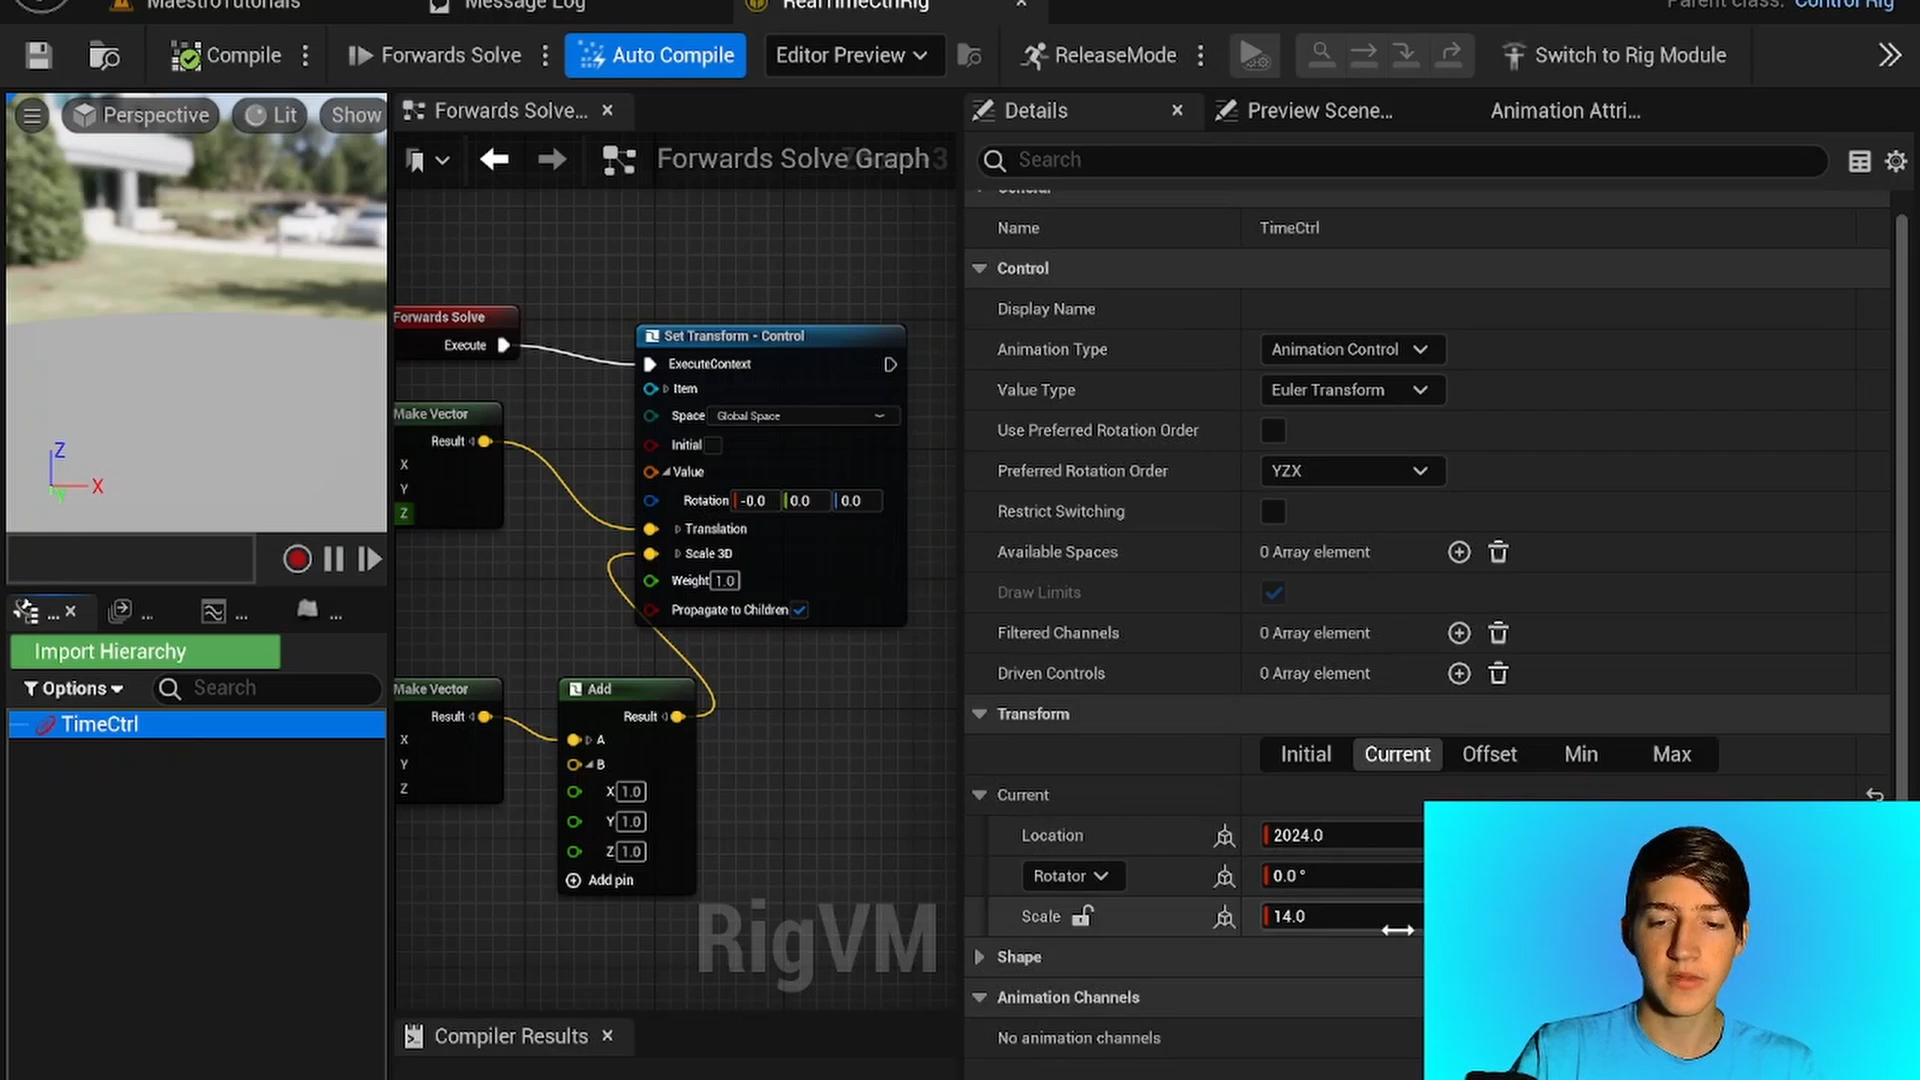 MaestroTutorials
Message Log
RealTimeCtrlRig
Parent class: Control Rig
Compile
Forwards Solve
Auto Compile
Editor Preview
ReleaseMode
Switch to Rig Module
Perspective
Lit
Show
Forwards Solve...
Details
Preview Scene...
Animation Attri...
Forwards Solve Graph
Search
General
Name
TimeCtrl
Control
Display Name
Animation Type
Animation Control
Value Type
Euler Transform
Use Preferred Rotation Order
Preferred Rotation Order
YZX
Restrict Switching
Available Spaces
0 Array element
Draw Limits
Filtered Channels
0 Array element
Driven Controls
0 Array element
Transform
Initial
Current
Offset
Min
Max
Current
Location
2024.0
Rotator
0.0 °
Scale
14.0
Shape
Animation Channels
No animation channels
Forwards Solve
Execute
Make Vector
Result
X
Y
Z
Set Transform - Control
ExecuteContext
Item
Space
Global Space
Initial
Value
Rotation
-0.0
0.0
0.0
Translation
Scale 3D
Weight
1.0
Propagate to Children
Make Vector
Result
X
Y
Z
Add
Result
A
B
X 1.0
Y 1.0
Z 1.0
Add pin
RigVM
Z
X
Y
...
...
...
...
Import Hierarchy
Options
Search
TimeCtrl
Compiler Results